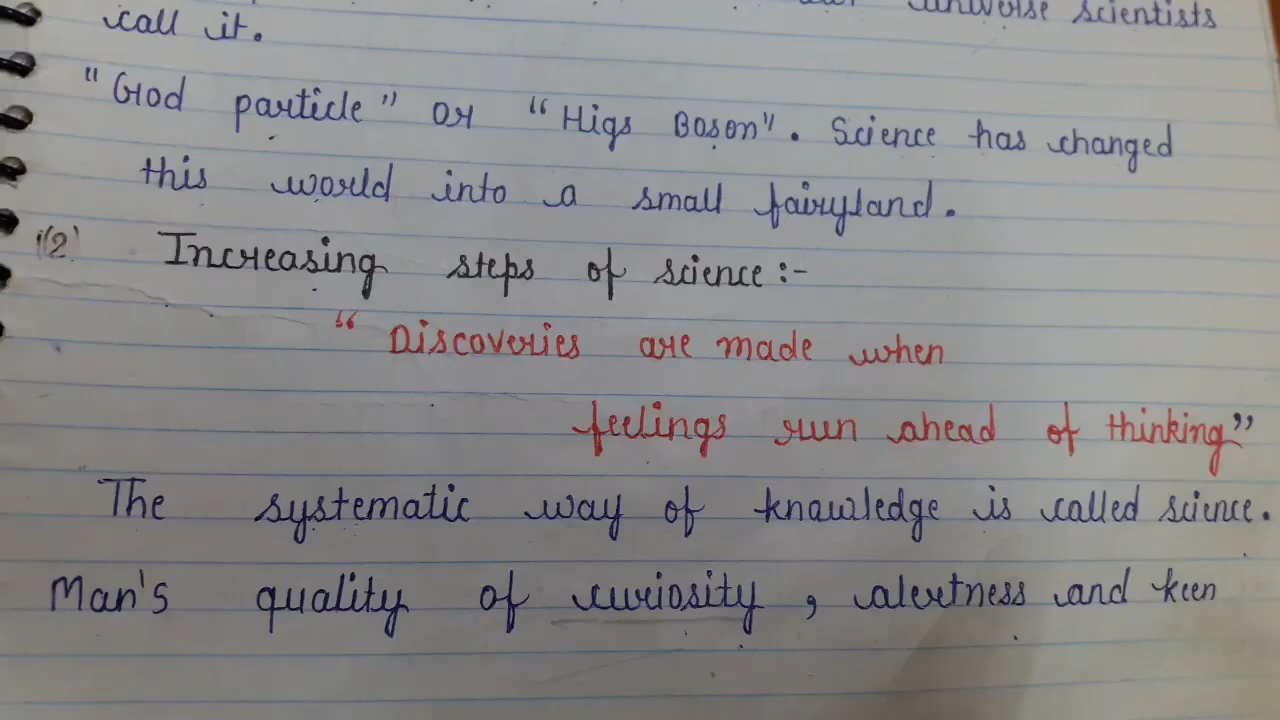 universe scientists
call it.
"God particle" or "Higs Boson". Science has changed
this world into a small fairyland.
(2) Increasing steps of science :-
"Discoveries are made when
feelings run ahead of thinking"
The systematic way of knowledge is called science.
Man's quality of curiosity, alertness and keen